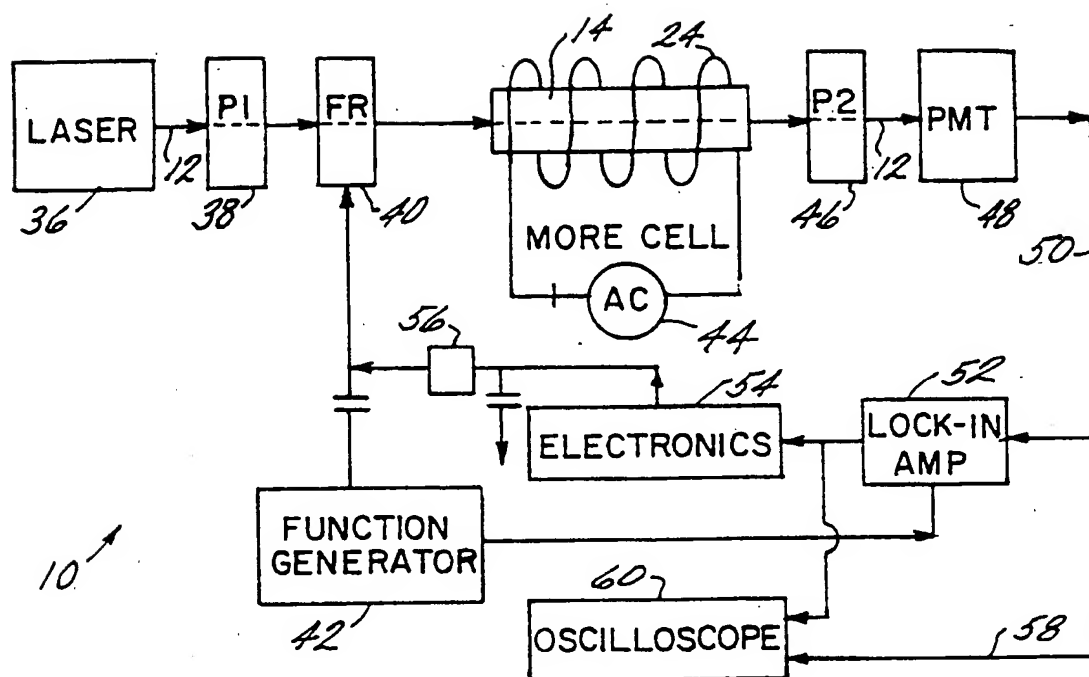 14
24
LASER
P1
FR
P2
PMT
12
12
36
38
40
46
48
MORE CELL
50
AC
44
56
54
52
ELECTRONICS
LOCK-IN
AMP
FUNCTION
GENERATOR
10
42
60
OSCILLOSCOPE
58